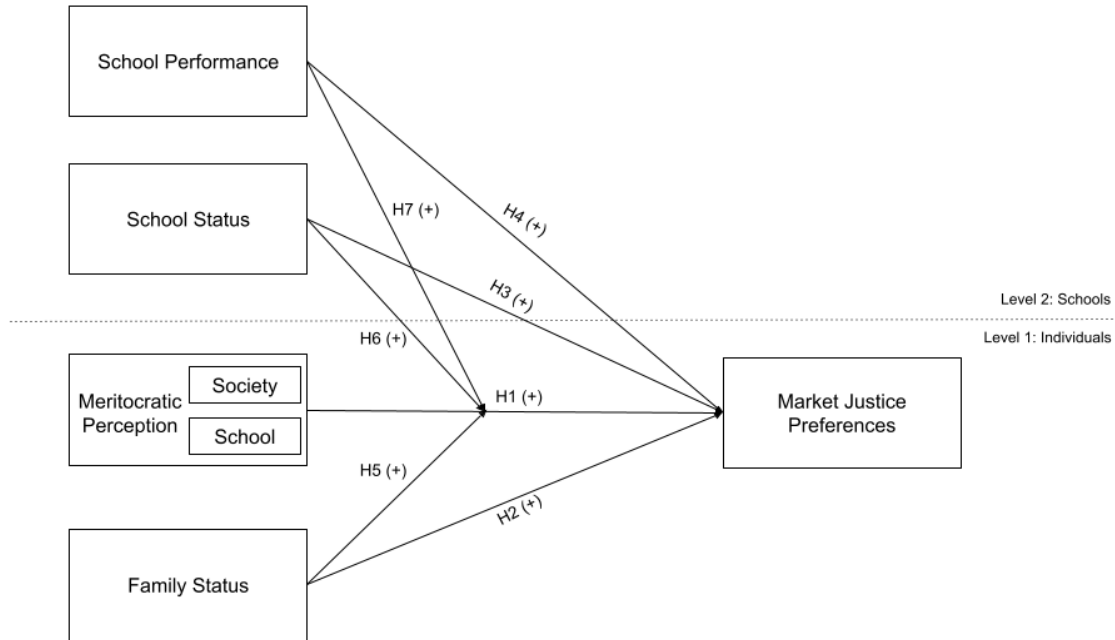 School Performance
School Status
H7 (+)
H4 (+)
H3 (+)
Level 2: Schools
H6 (+)
Level 1: Individuals
Meritocratic
Perception
Society
School
H1 (+)
Market Justice
Preferences
H5 (+)
H2 (+)
Family Status